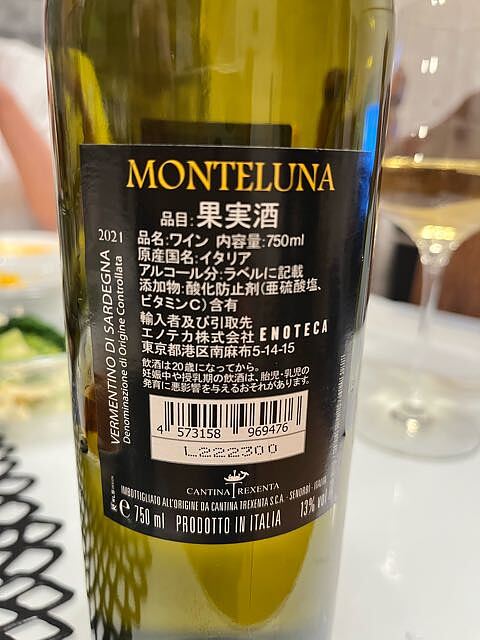 MONTELUNA
品目:果実酒
2021
品名:ワイン 内容量:750ml
原産国名:イタリア
アルコール分:ラベルに記載
添加物:酸化防止剤(亜硫酸塩、
ビタミンC)含有
輸入者及び引取先
エノテカ株式会社 ENOTECA
東京都港区南麻布5-14-15
飲酒は20歳になってから。
妊娠中や授乳期の飲酒は、胎児・乳児の
発育に悪影響を与えるおそれがあります。
VERMENTINO DI SARDEGNA
Denominazione di Origine Controllata
4 573158 969476
L222300
CANTINA TREXENTA
IMBOTTIGLIATO ALL'ORIGINE DA CANTINA TREXENTA S.C.A. - SENORBÌ - ITALIA
e 750 ml PRODOTTO IN ITALIA 13% vol